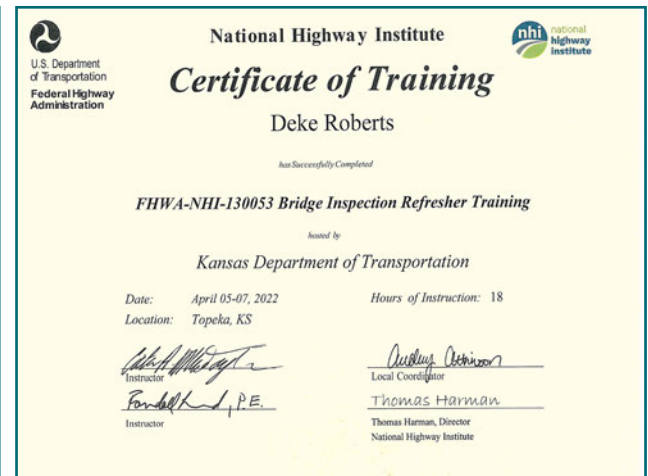 U.S. Department
of Transportation
Federal Highway
Administration
National Highway Institute
nhi national
highway
institute
Certificate of Training
Deke Roberts
has Successfully Completed
FHWA-NHI-130053 Bridge Inspection Refresher Training
hosted by
Kansas Department of Transportation
Date: April 05-07, 2022
Hours of Instruction: 18
Location: Topeka, KS
Instructor
Local Coordinator
P.E.
Thomas Harman
Instructor
Thomas Harman, Director
National Highway Institute